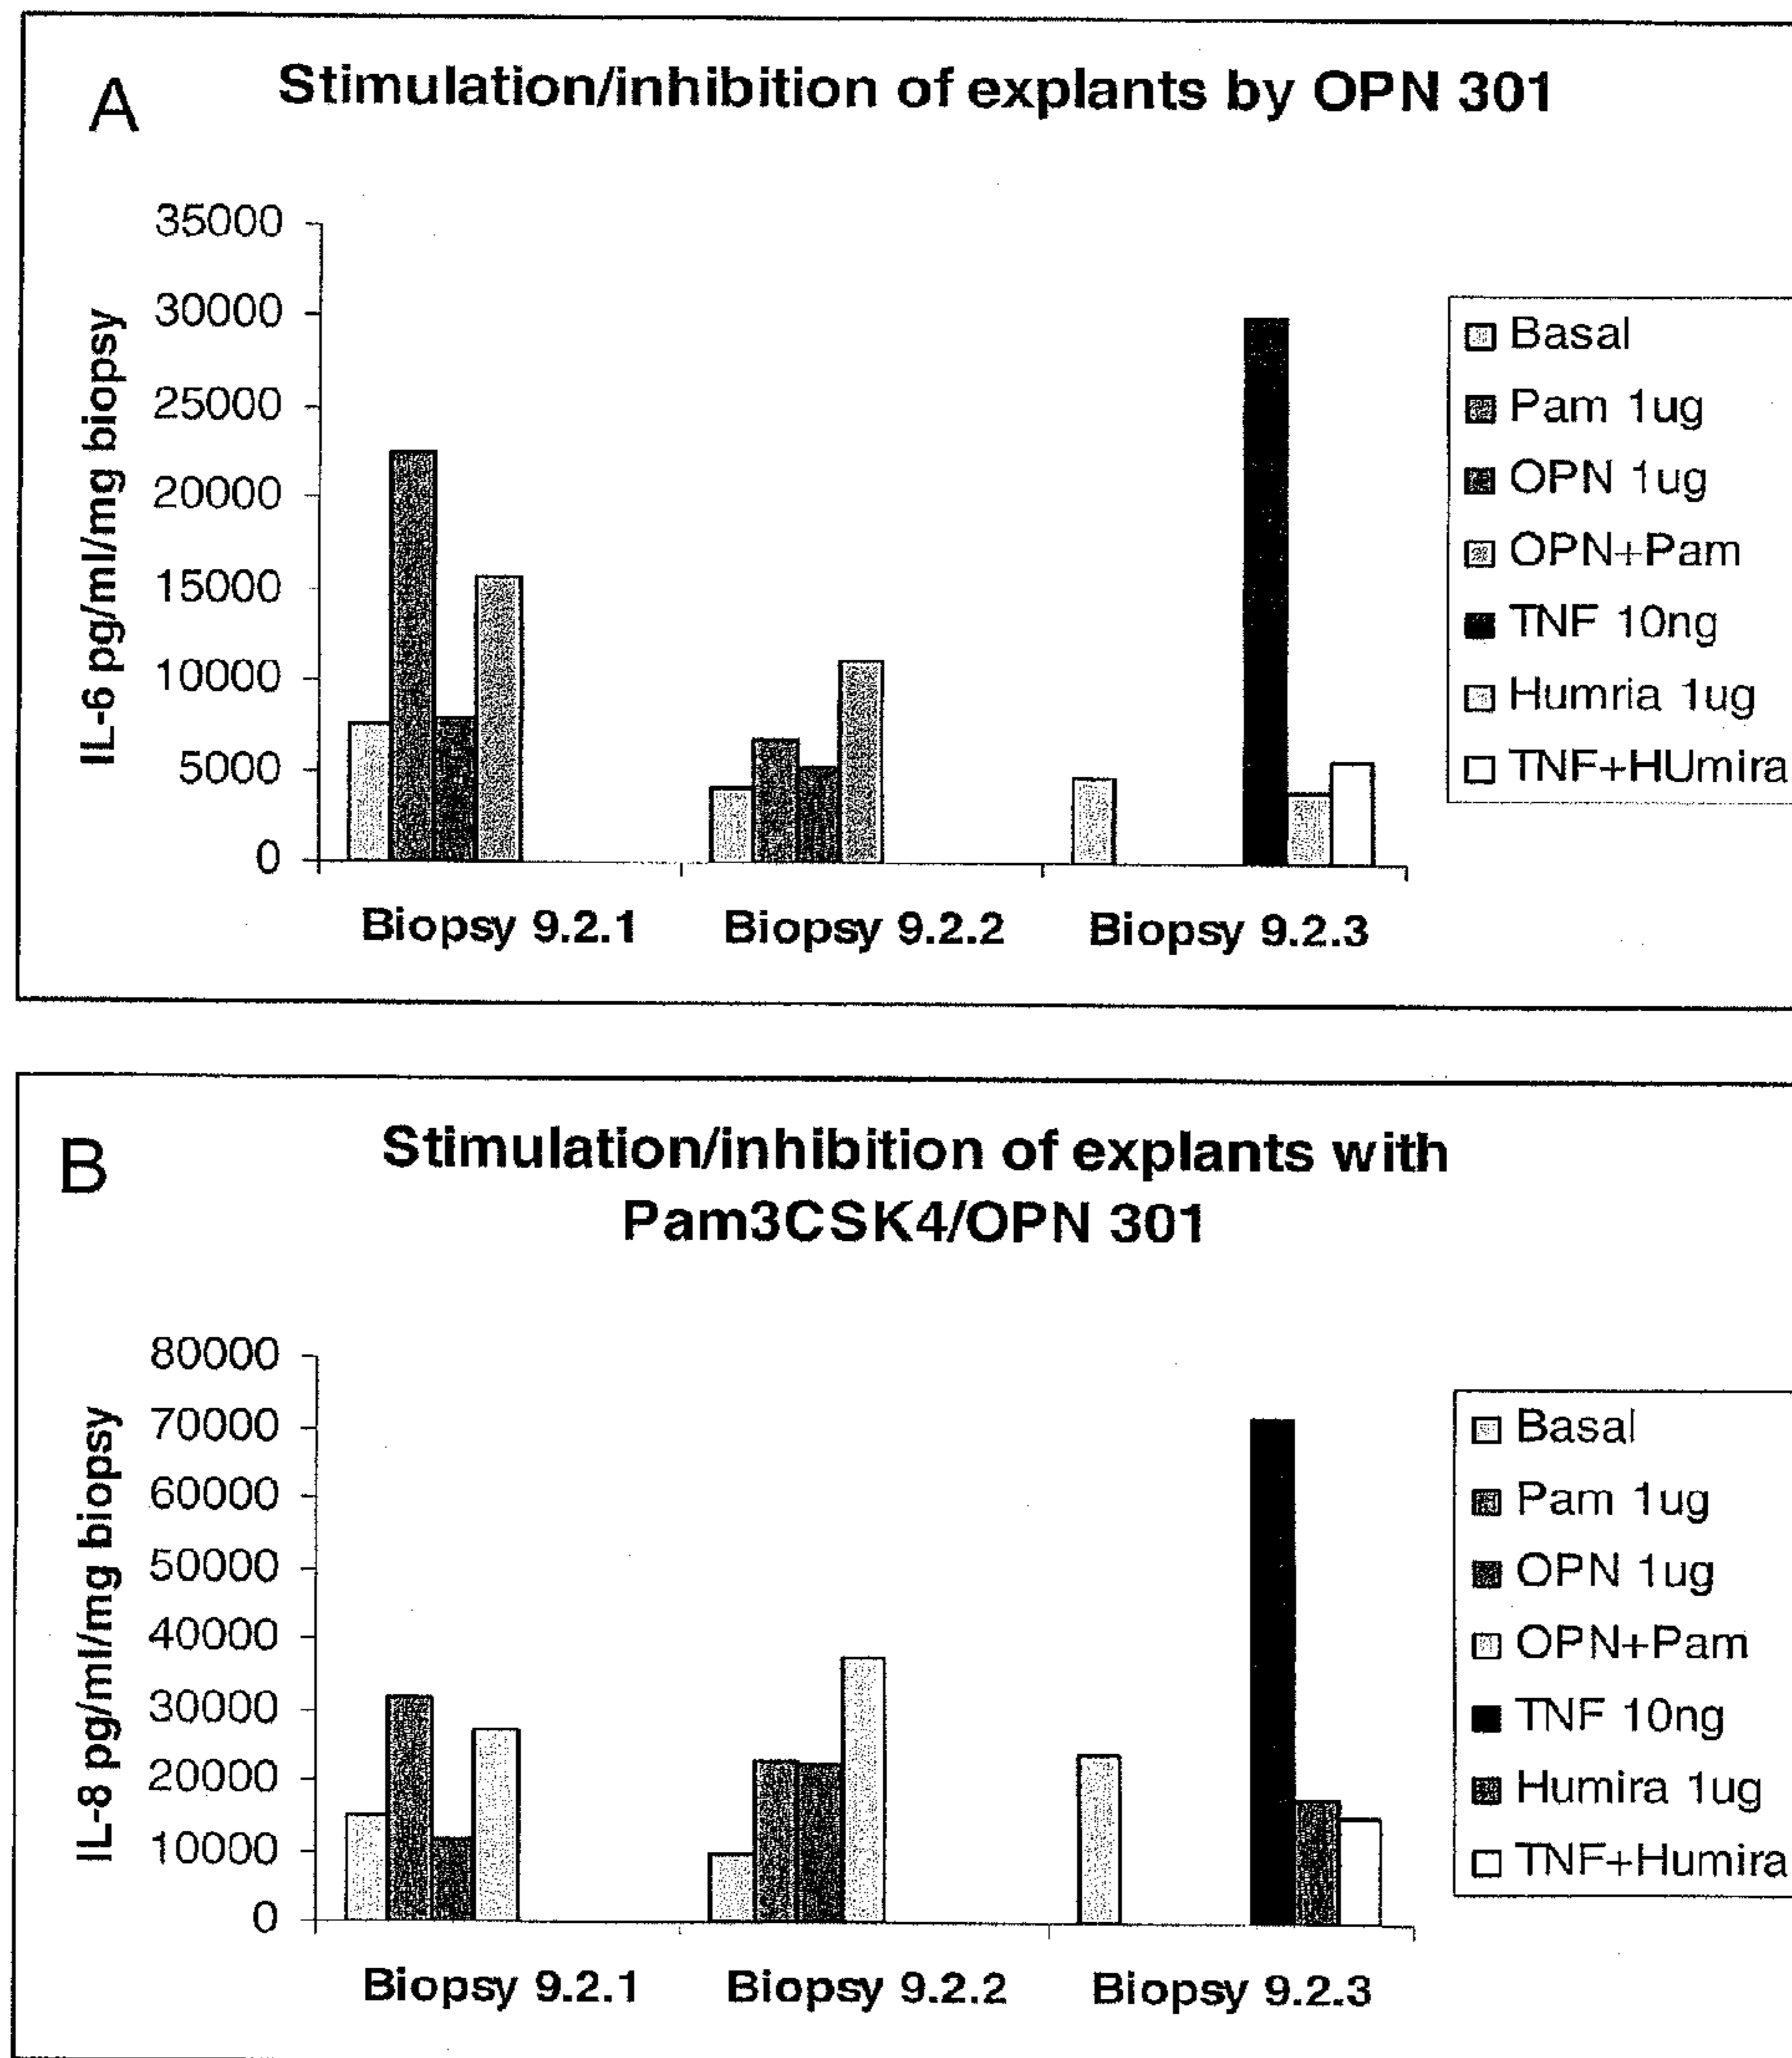 A
Stimulation/inhibition of explants by OPN 301
IL-6 pg/ml/mg biopsy
35000
30000
25000
20000
15000
10000
5000
0
Biopsy 9.2.1
Biopsy 9.2.2
Biopsy 9.2.3
Basal
Pam 1ug
OPN 1ug
OPN+Pam
TNF 10ng
Humria 1ug
TNF+HUmira
B
Stimulation/inhibition of explants with
Pam3CSK4/OPN 301
IL-8 pg/ml/mg biopsy
80000
70000
60000
50000
40000
30000
20000
10000
0
Biopsy 9.2.1
Biopsy 9.2.2
Biopsy 9.2.3
Basal
Pam 1ug
OPN 1ug
OPN+Pam
TNF 10ng
Humira 1ug
TNF+Humira